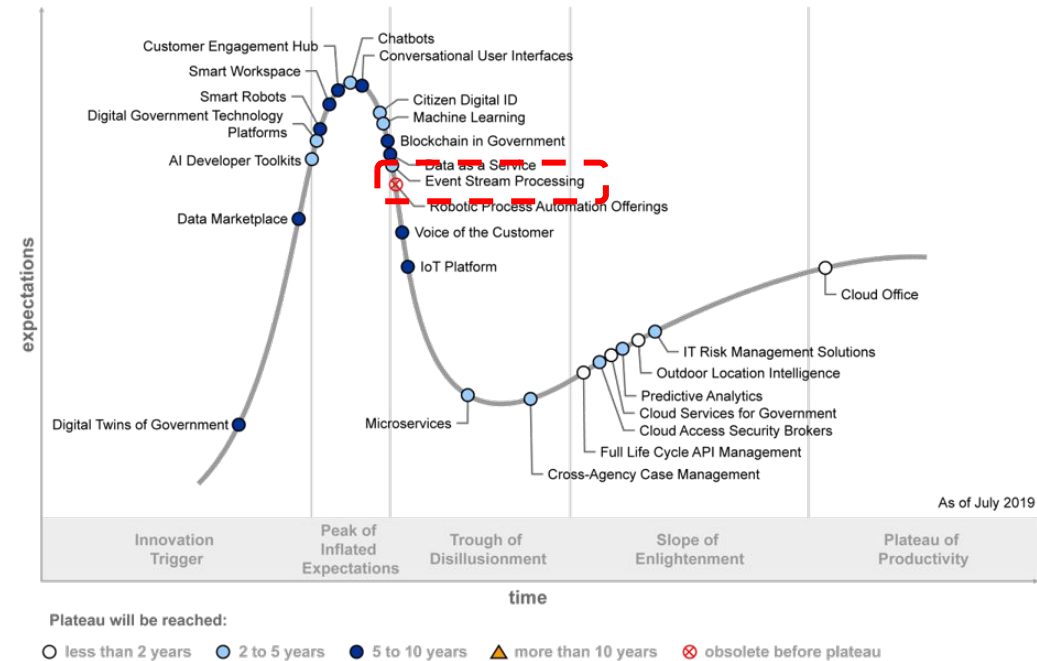 Customer Engagement Hub
Chatbots
Conversational User Interfaces
Smart Workspace
Smart Robots
Citizen Digital ID
Digital Government Technology
Platforms
Machine Learning
Blockchain in Government
AI Developer Toolkits
Data as a Service
Event Stream Processing
Robotic Process Automation Offerings
Data Marketplace
Voice of the Customer
IoT Platform
expectations
Cloud Office
IT Risk Management Solutions
Outdoor Location Intelligence
Predictive Analytics
Cloud Services for Government
Microservices
Digital Twins of Government
Cloud Access Security Brokers
Full Life Cycle API Management
Cross-Agency Case Management
As of July 2019
Innovation
Trigger
Peak of
Inflated
Expectations
Trough of
Disillusionment
Slope of
Enlightenment
Plateau of
Productivity
time
Plateau will be reached:
less than 2 years
2 to 5 years
5 to 10 years
more than 10 years
obsolete before plateau